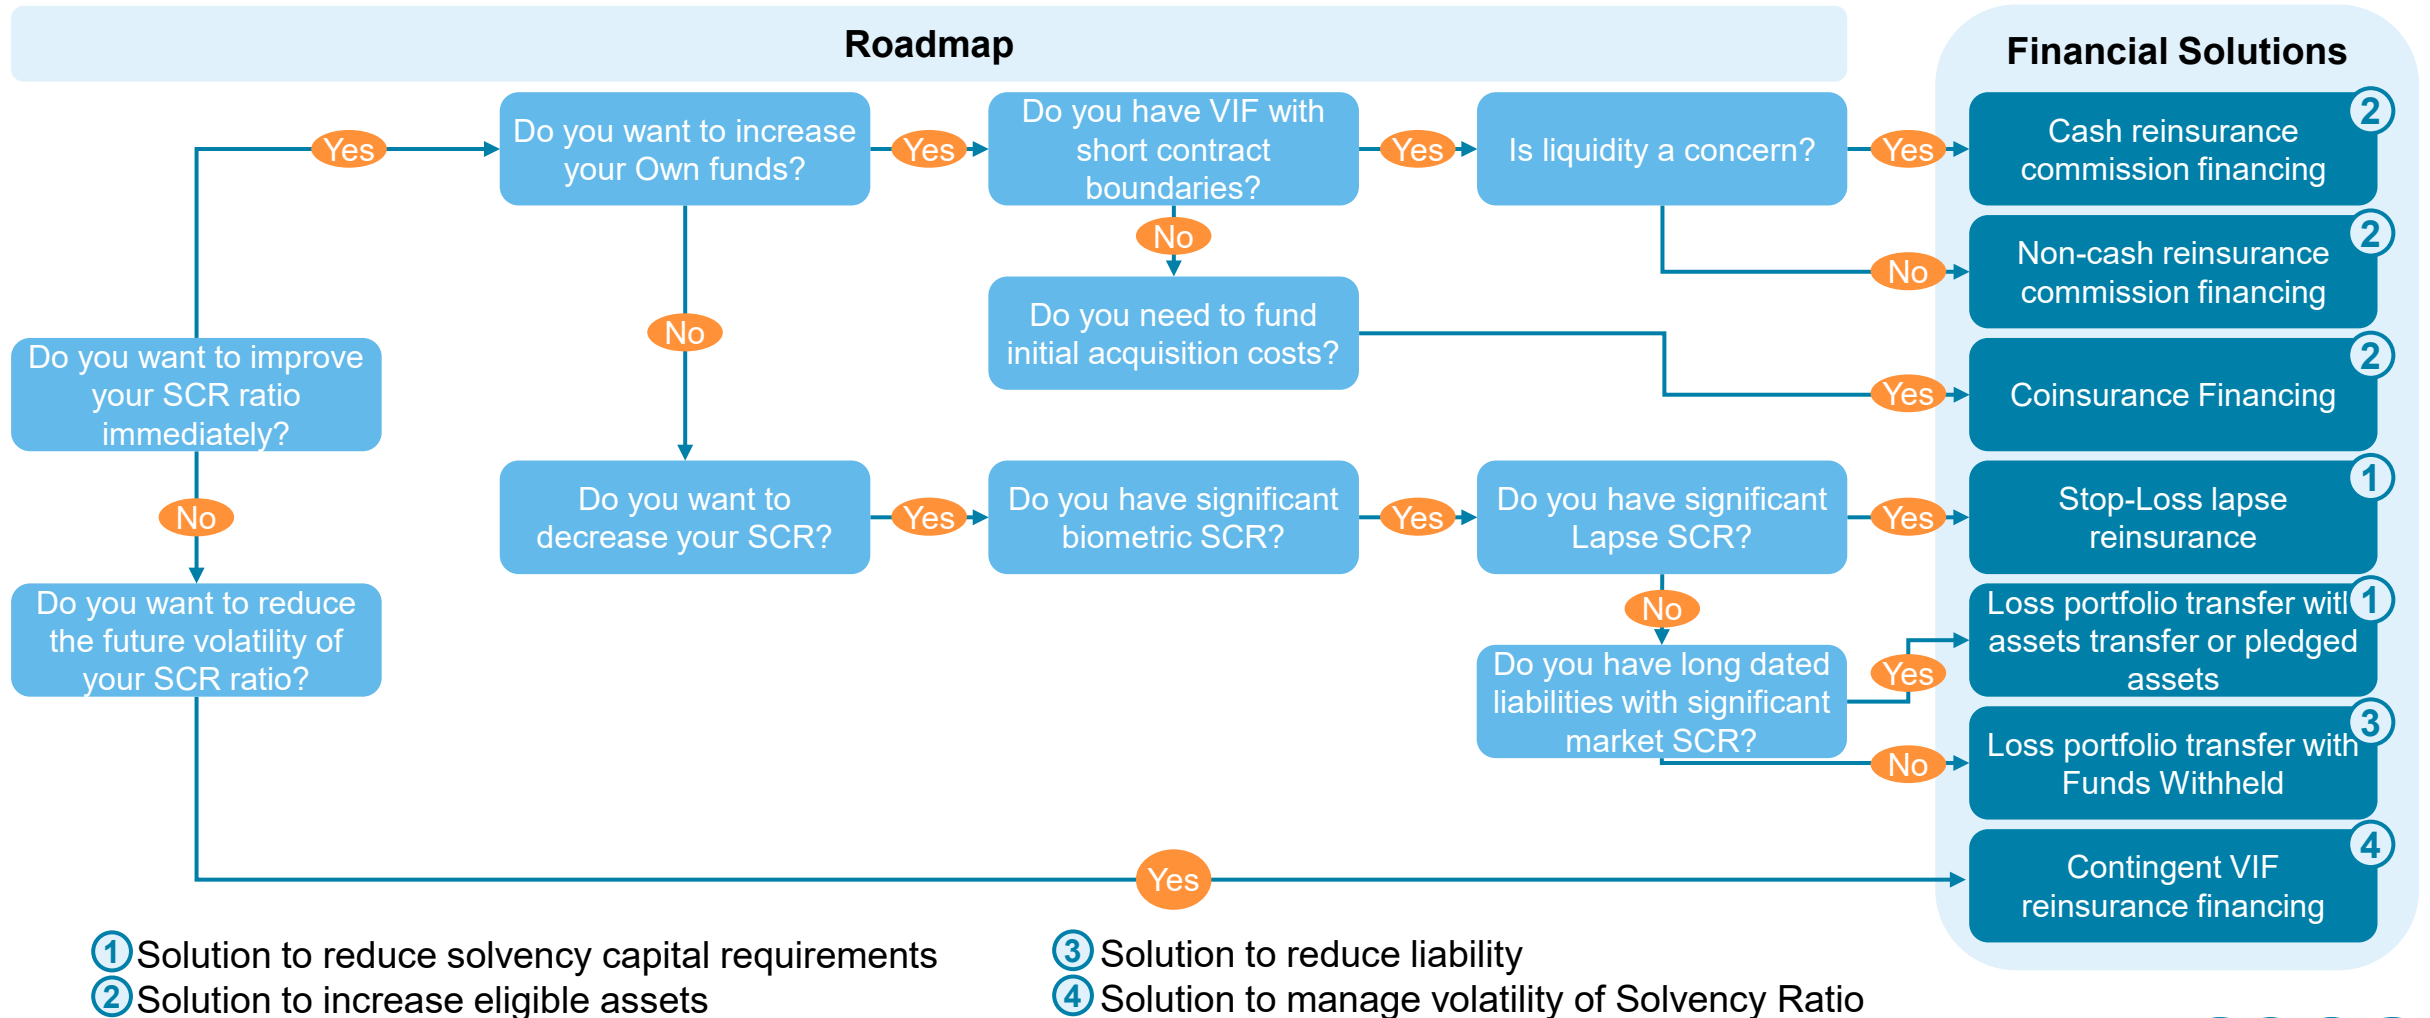 Roadmap
Financial Solutions
Yes
Do you want to increase
your Own funds?
Yes
Do you have VIF with
short contract
boundaries?
Yes
Is liquidity a concern?
Yes
Cash reinsurance
commission financing
2
No
No
Non-cash reinsurance
commission financing
2
Do you need to fund
initial acquisition costs?
No
Yes
Coinsurance Financing
2
Do you want to improve
your SCR ratio
immediately?
No
Do you want to
decrease your SCR?
Yes
Do you have significant
biometric SCR?
Yes
Do you have significant
Lapse SCR?
Yes
Stop-Loss lapse
reinsurance
1
No
Do you want to reduce
the future volatility of
your SCR ratio?
Do you have long dated
liabilities with significant
market SCR?
Yes
Loss portfolio transfer with
assets transfer or pledged
assets
1
No
Loss portfolio transfer with
Funds Withheld
3
Yes
Contingent VIF
reinsurance financing
4
1 Solution to reduce solvency capital requirements
2 Solution to increase eligible assets
3 Solution to reduce liability
4 Solution to manage volatility of Solvency Ratio